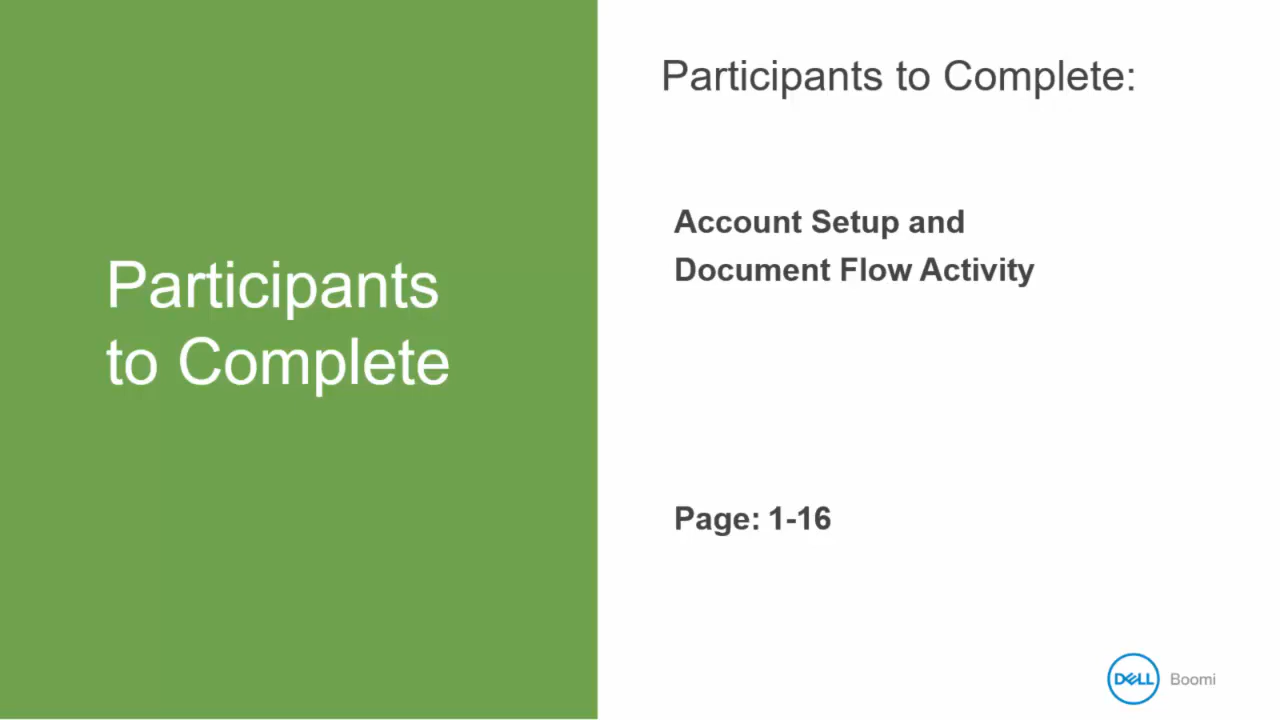 Participants
to Complete
Participants to Complete:
Account Setup and
Document Flow Activity
Page: 1-16
DELL Boomi